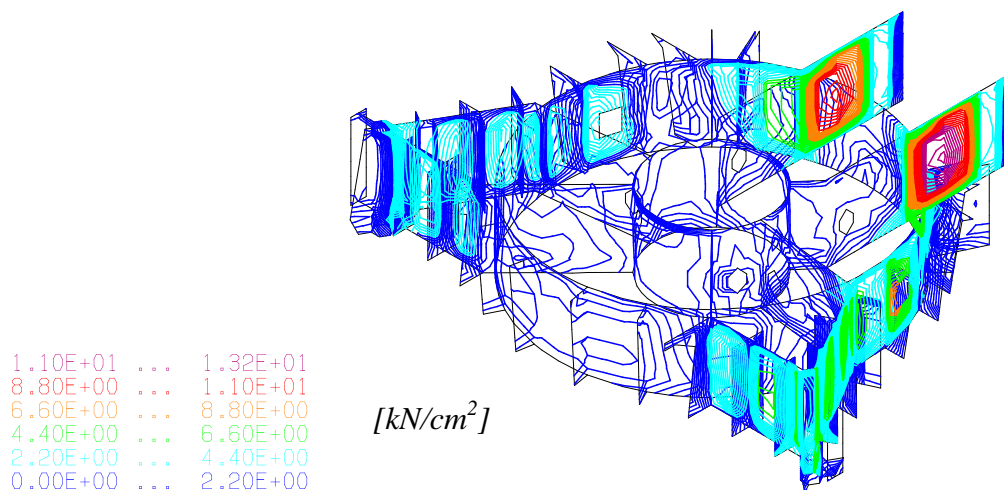 1.10E+01 ... 1.32E+01
8.80E+00 ... 1.10E+01
6.60E+00 ... 8.80E+00
4.40E+00 ... 6.60E+00
2.20E+00 ... 4.40E+00
0.00E+00 ... 2.20E+00
[kN/cm²]